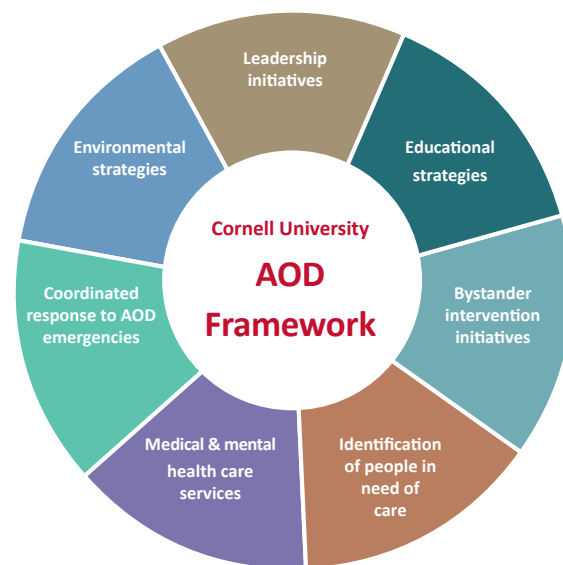 Leadership
initiatives
Educational
strategies
Bystander
intervention
initiatives
Identification
of people in
need of
care
Medical & mental
health care
services
Coordinated
response to AOD
emergencies
Environmental
strategies
Cornell University
AOD
Framework